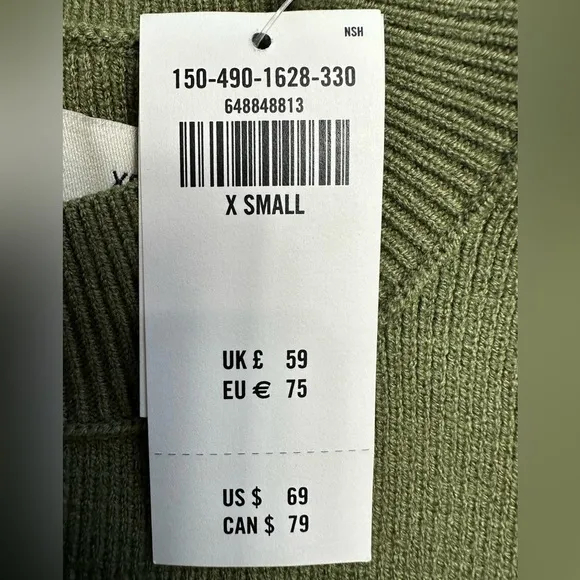 NSH
150-490-1628-330
648848813
X SMALL
UK £ 59
EU € 75
US $ 69
CAN $ 79